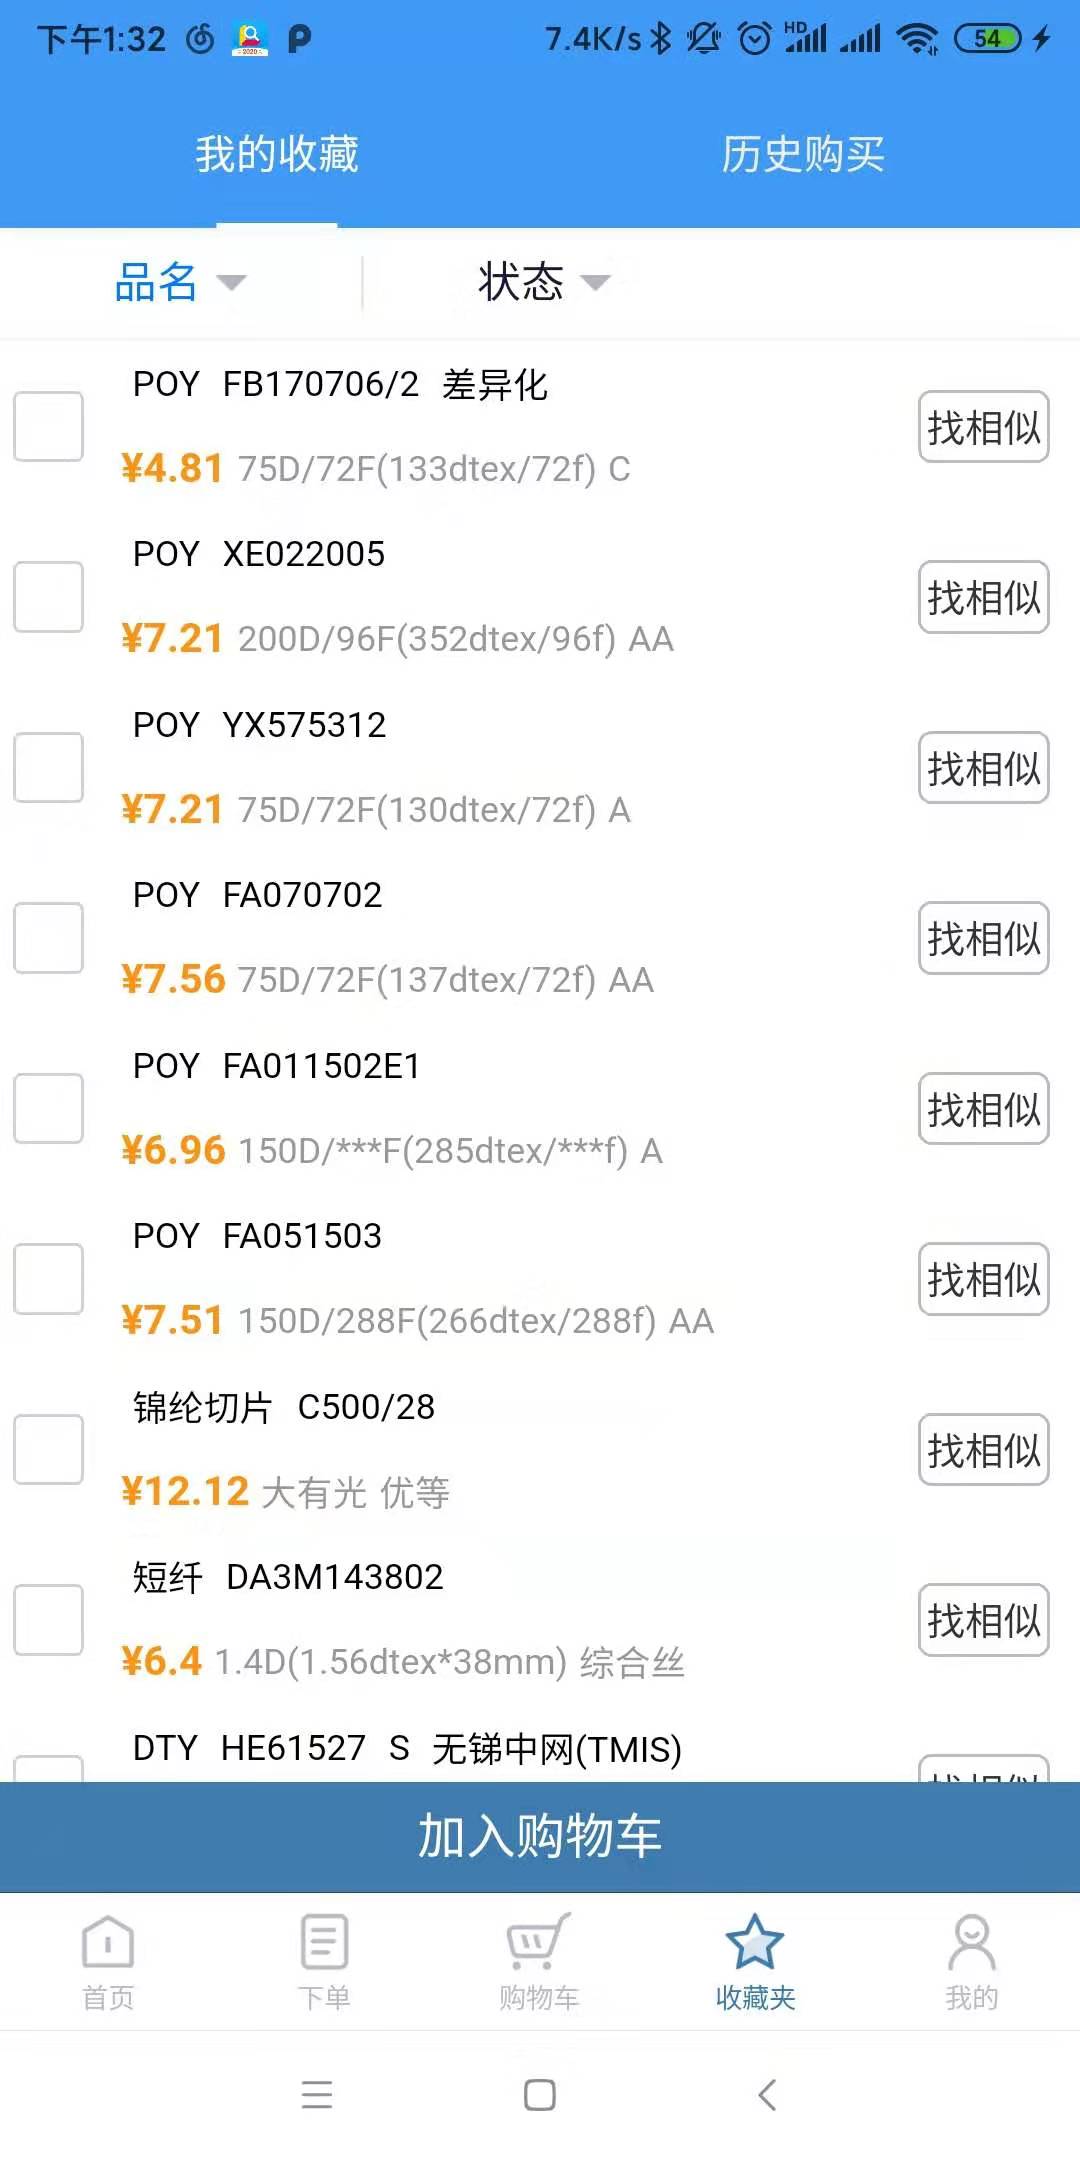 下午1:32 7.4K/s HD 54
我的收藏 历史购买
品名 状态
POY FB170706/2 差异化
找相似
¥4.81 75D/72F(133dtex/72f) C
POY XE022005
找相似
¥7.21 200D/96F(352dtex/96f) AA
POY YX575312
找相似
¥7.21 75D/72F(130dtex/72f) A
POY FA070702
找相似
¥7.56 75D/72F(137dtex/72f) AA
POY FA011502E1
找相似
¥6.96 150D/***F(285dtex/***f) A
POY FA051503
找相似
¥7.51 150D/288F(266dtex/288f) AA
锦纶切片 C500/28
找相似
¥12.12 大有光 优等
短纤 DA3M143802
找相似
¥6.4 1.4D(1.56dtex*38mm) 综合丝
DTY HE61527 S 无锑中网(TMIS)
找相似
加入购物车
首页 下单 购物车 收藏夹 我的